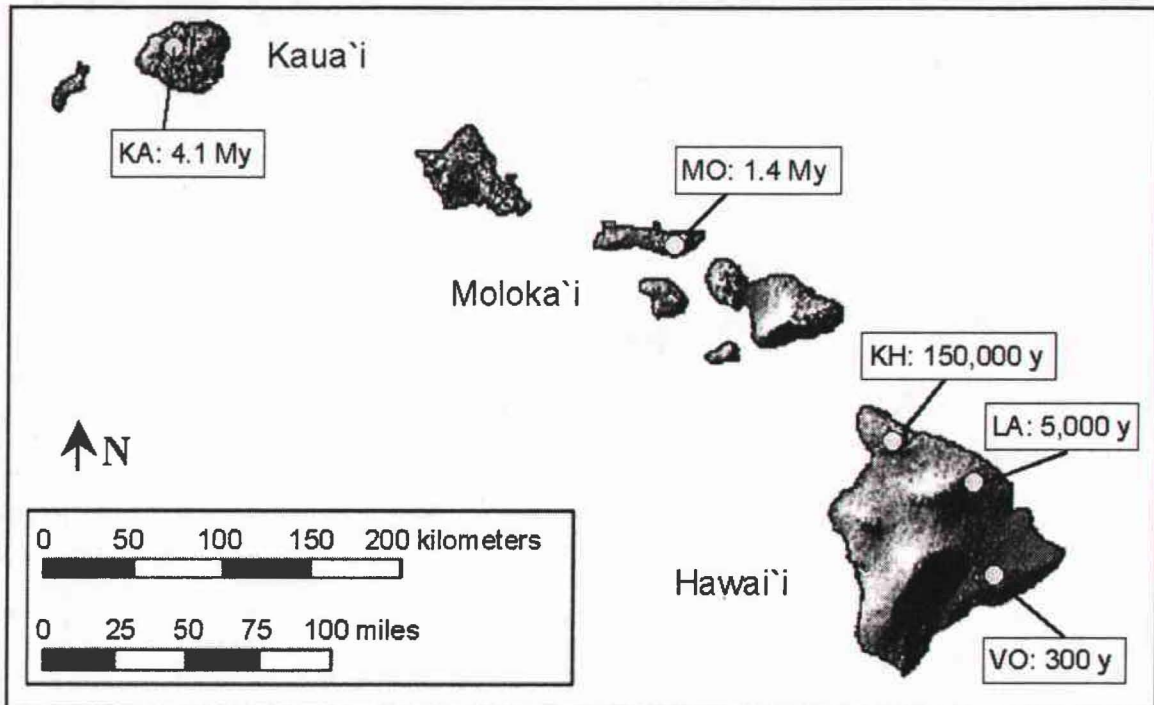 Kaua`i
KA: 4.1 My
MO: 1.4 My
Moloka`i
KH: 150,000 y
LA: 5,000 y
N
0 50 100 150 200 kilometers
Hawai`i
0 25 50 75 100 miles
VO: 300 y